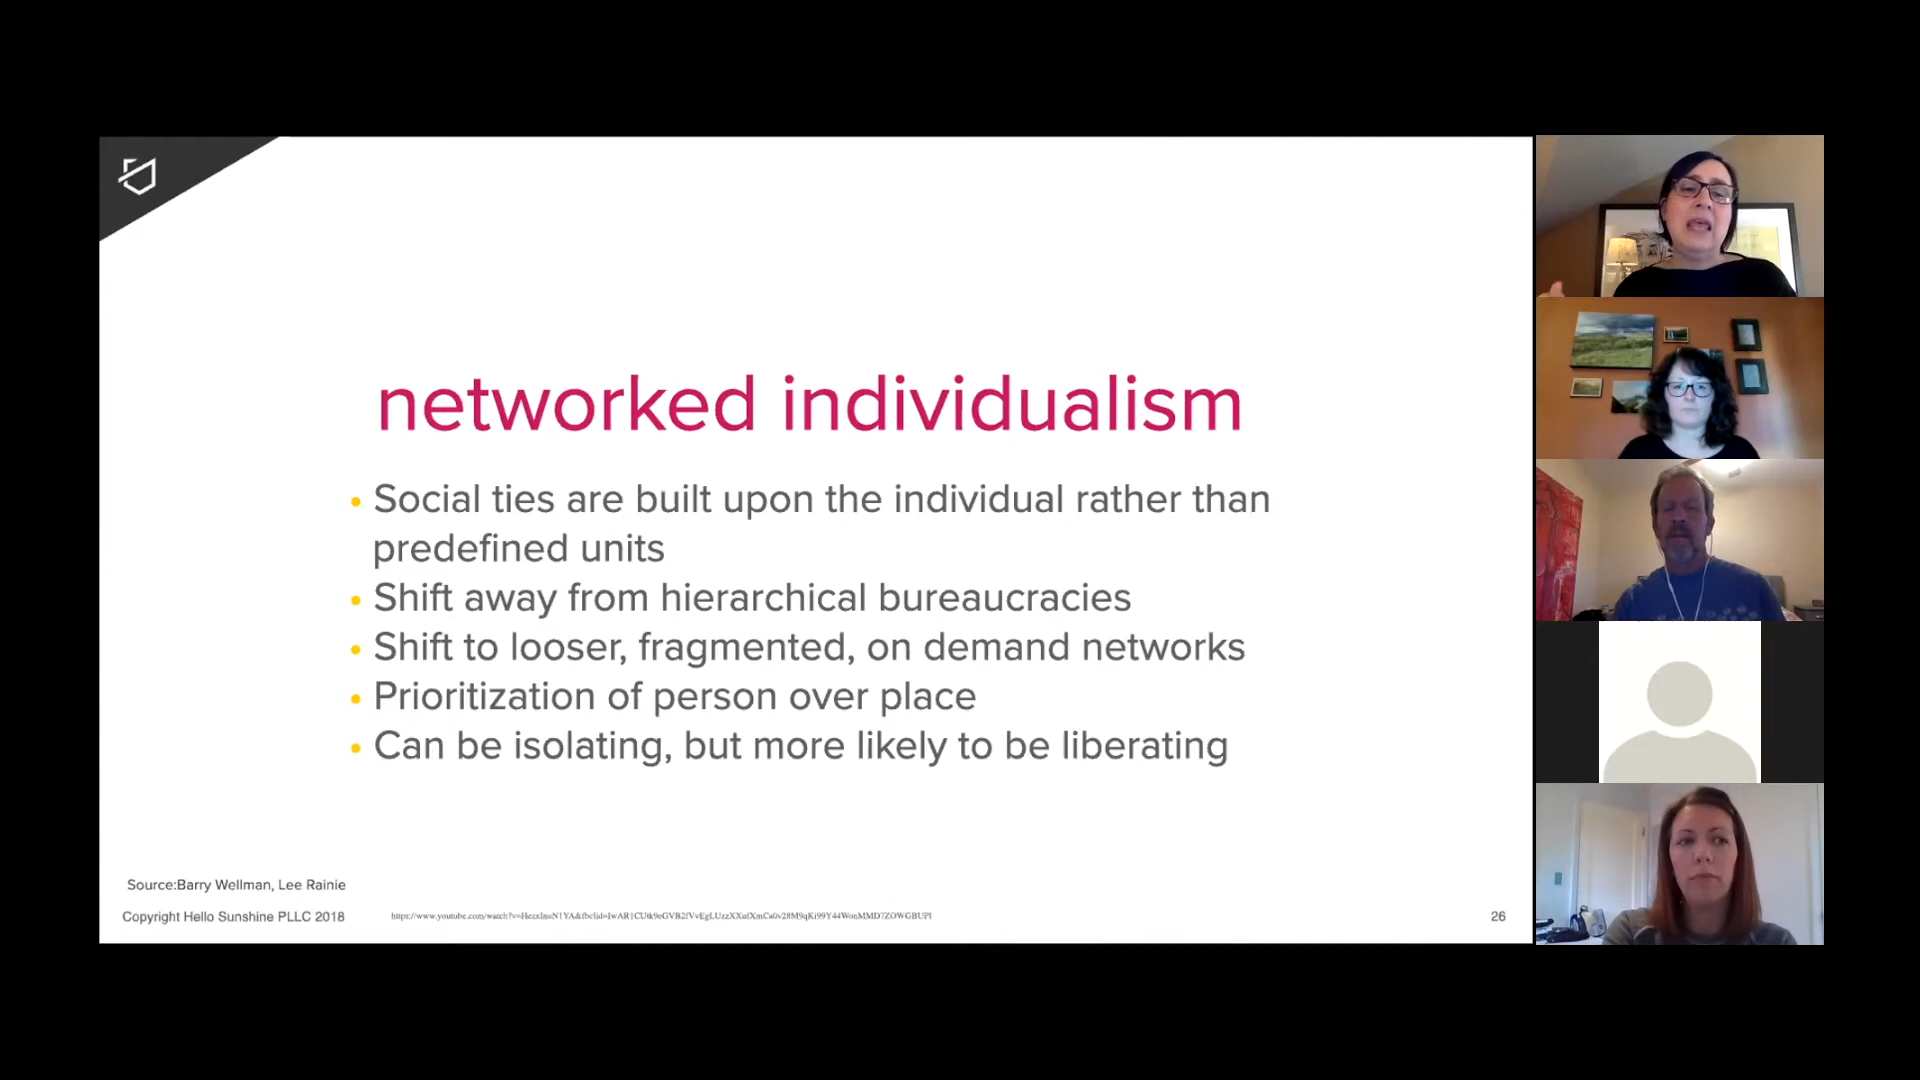 networked individualism
• Social ties are built upon the individual rather than
predefined units
• Shift away from hierarchical bureaucracies
• Shift to looser, fragmented, on demand networks
• Prioritization of person over place
• Can be isolating, but more likely to be liberating
Source:Barry Wellman, Lee Rainie
Copyright Hello Sunshine PLLC 2018
26